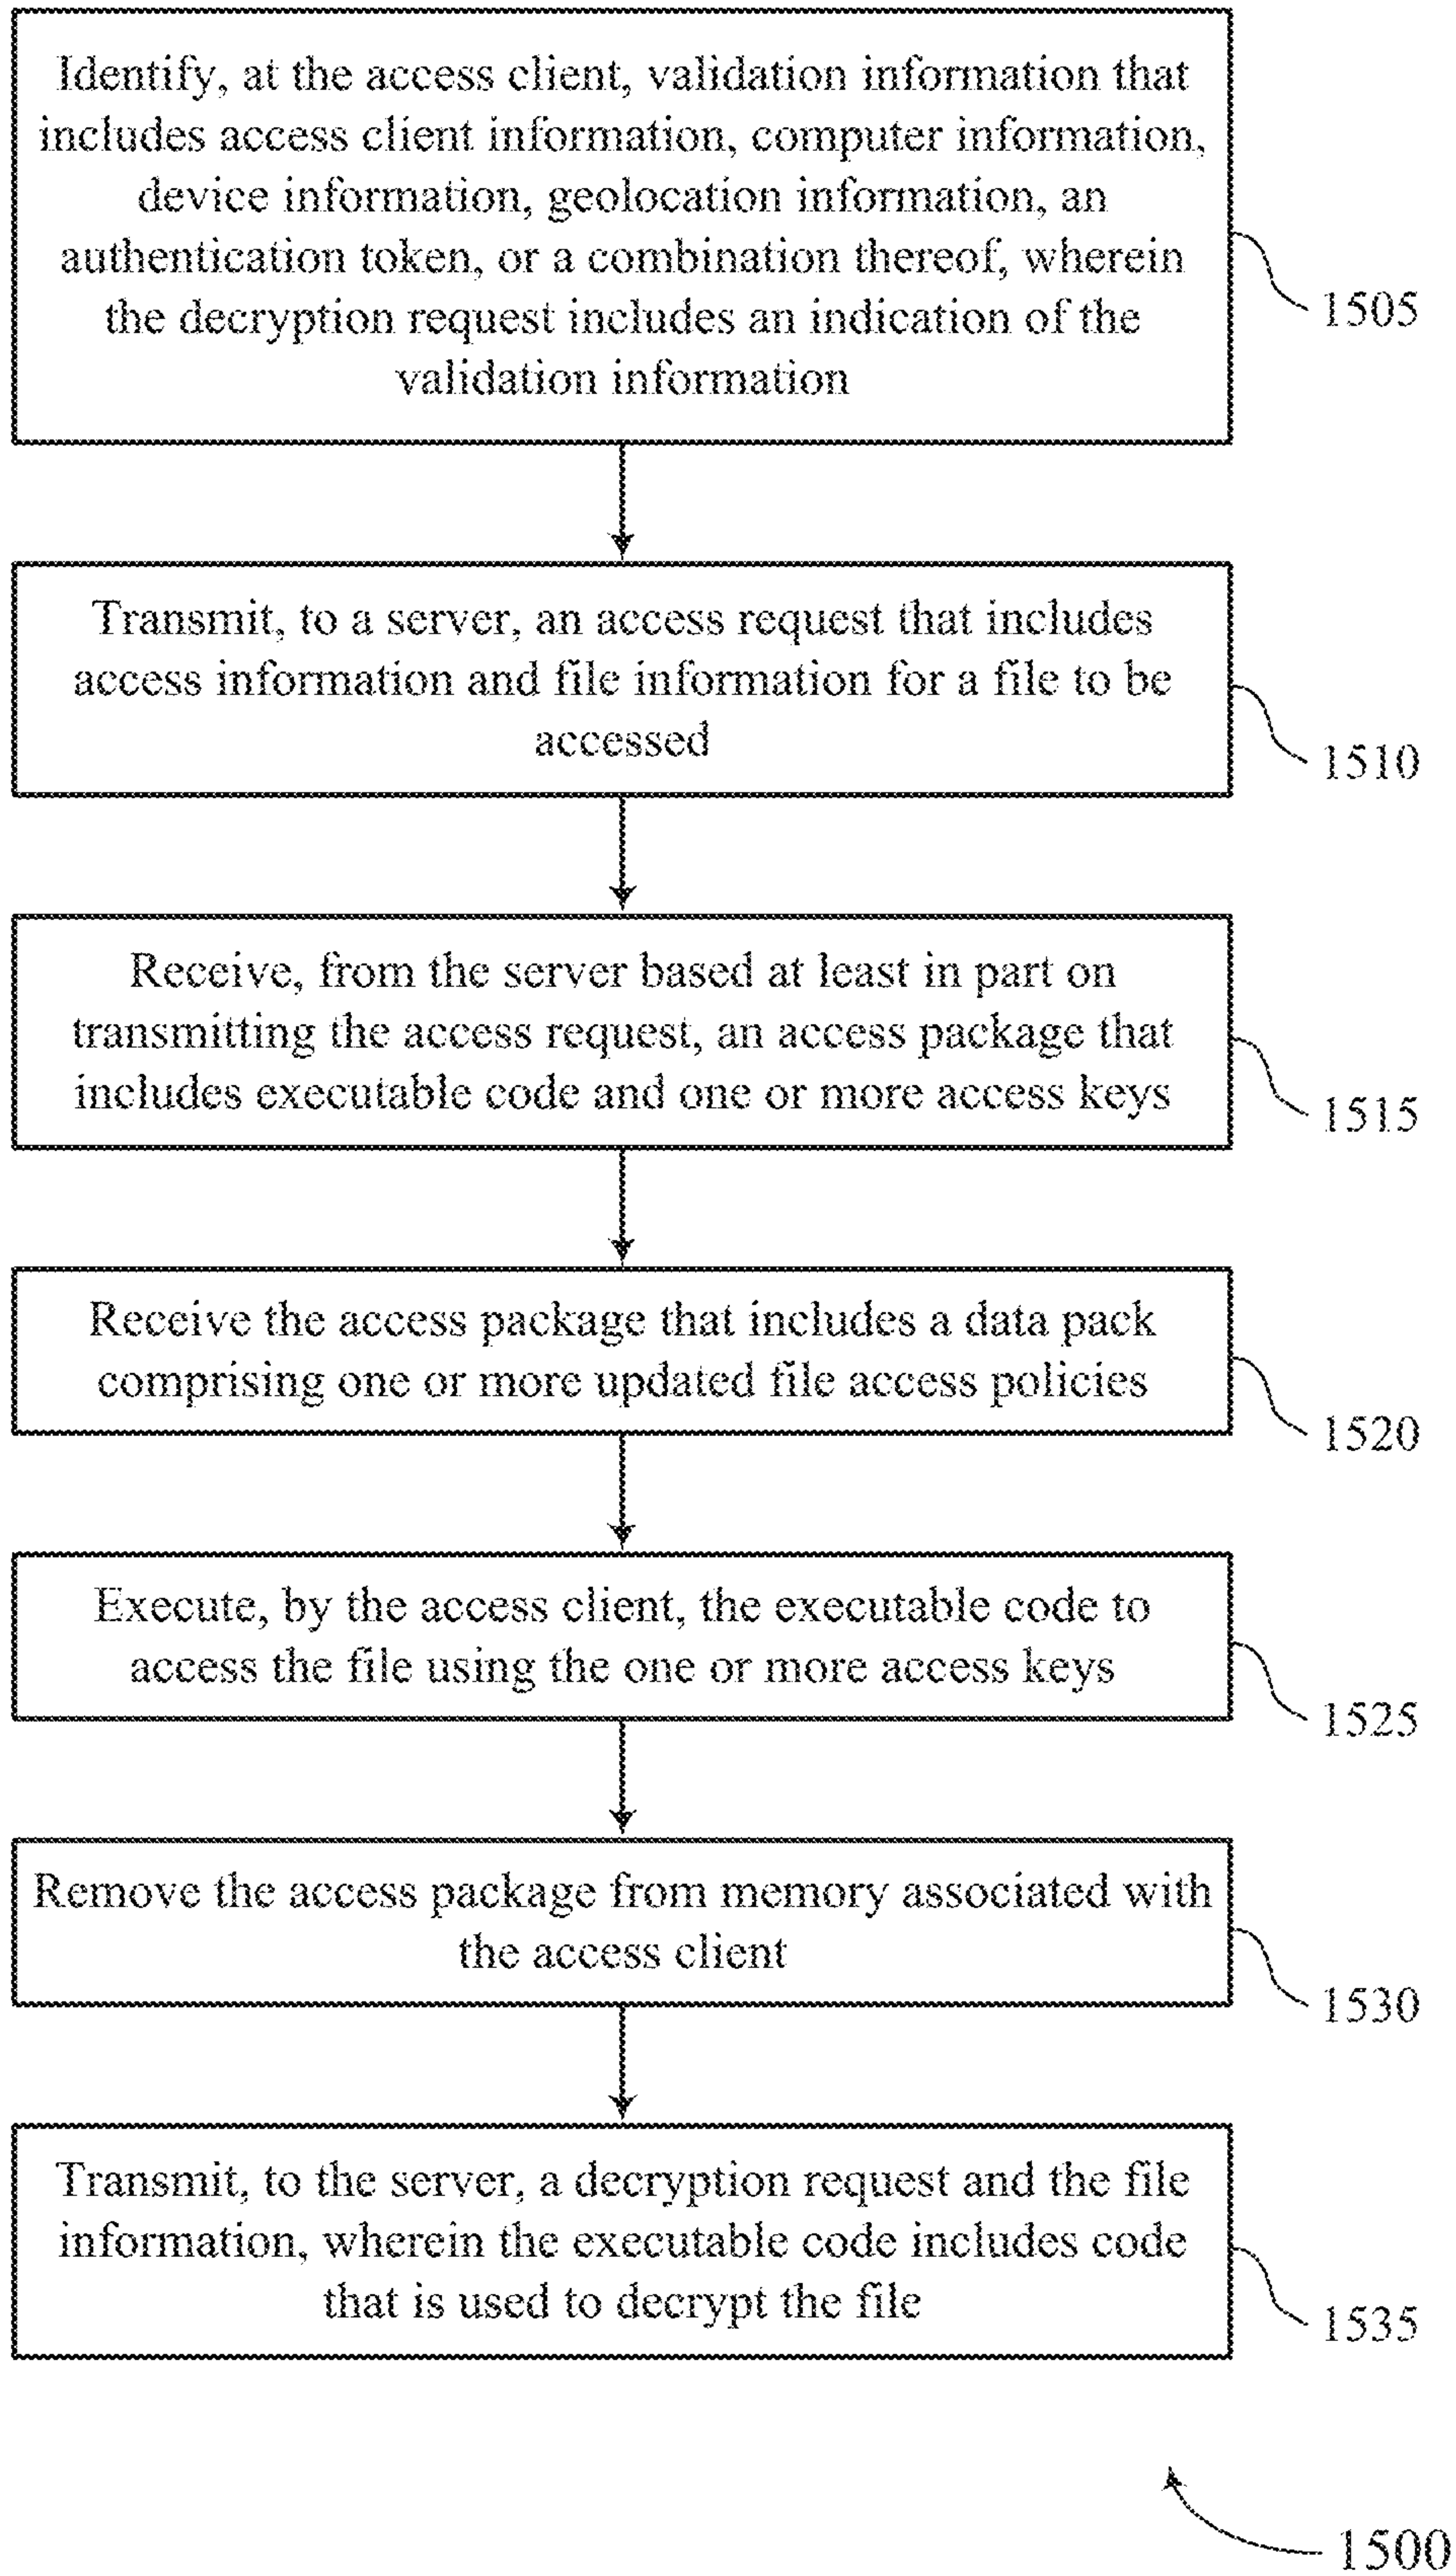 Identify, at the access client, validation information that
includes access client information, computer information,
device information, geolocation information, an
authentication token, or a combination thereof, wherein
the decryption request includes an indication of the
validation information
1505
Transmit, to a server, an access request that includes
access information and file information for a file to be
accessed
1510
Receive, from the server based at least in part on
transmitting the access request, an access package that
includes executable code and one or more access keys
1515
Receive the access package that includes a data pack
comprising one or more updated file access policies
1520
Execute, by the access client, the executable code to
access the file using the one or more access keys
1525
Remove the access package from memory associated with
the access client
1530
Transmit, to the server, a decryption request and the file
information, wherein the executable code includes code
that is used to decrypt the file
1535
1500